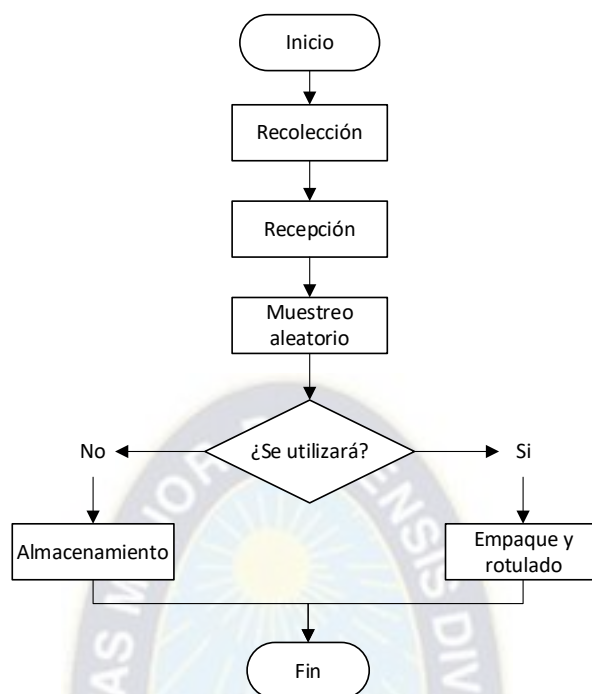 Inicio
Recolección
Recepción
Muestreo
aleatorio
¿Se utilizará?
No
Si
Almacenamiento
Empaque y
rotulado
Fin